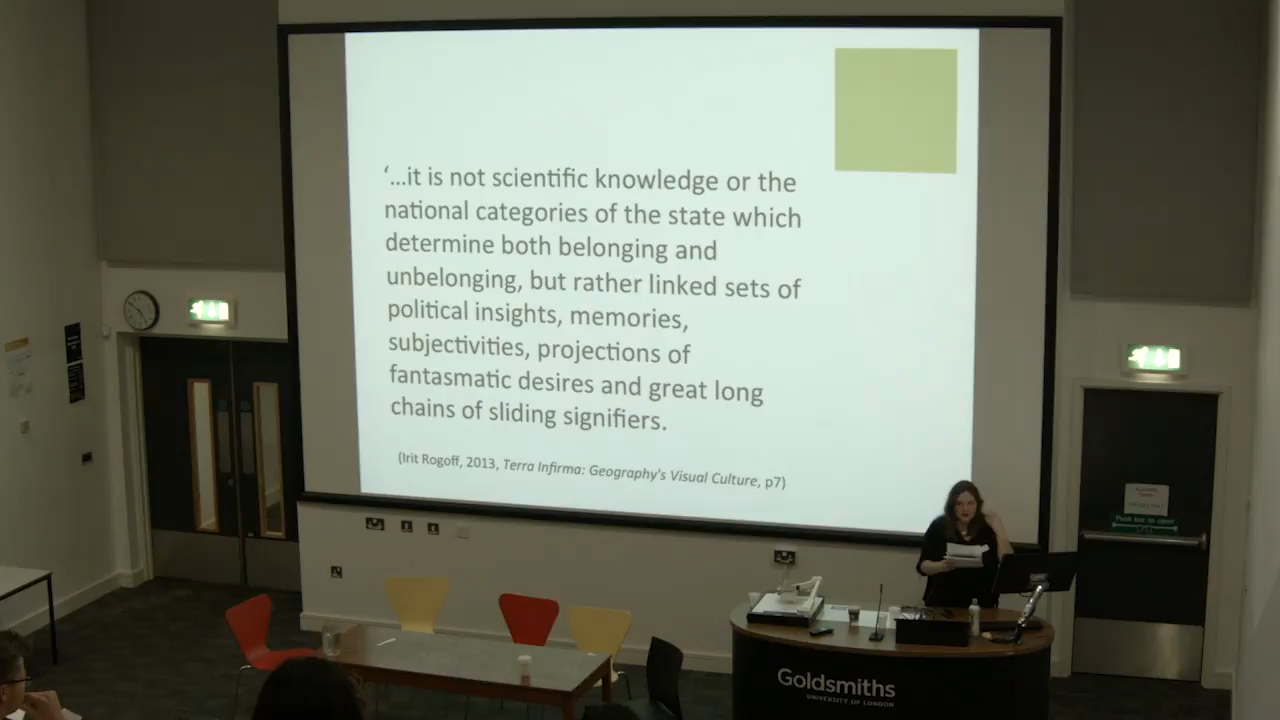 ‘...it is not scientific knowledge or the
national categories of the state which
determine both belonging and
unbelonging, but rather linked sets of
political insights, memories,
subjectivities, projections of
fantasmatic desires and great long
chains of sliding signifiers.
(Irit Rogoff, 2013, Terra Infirma: Geography's Visual Culture, p7)
Push bar to open
Goldsmiths
UNIVERSITY OF LONDON